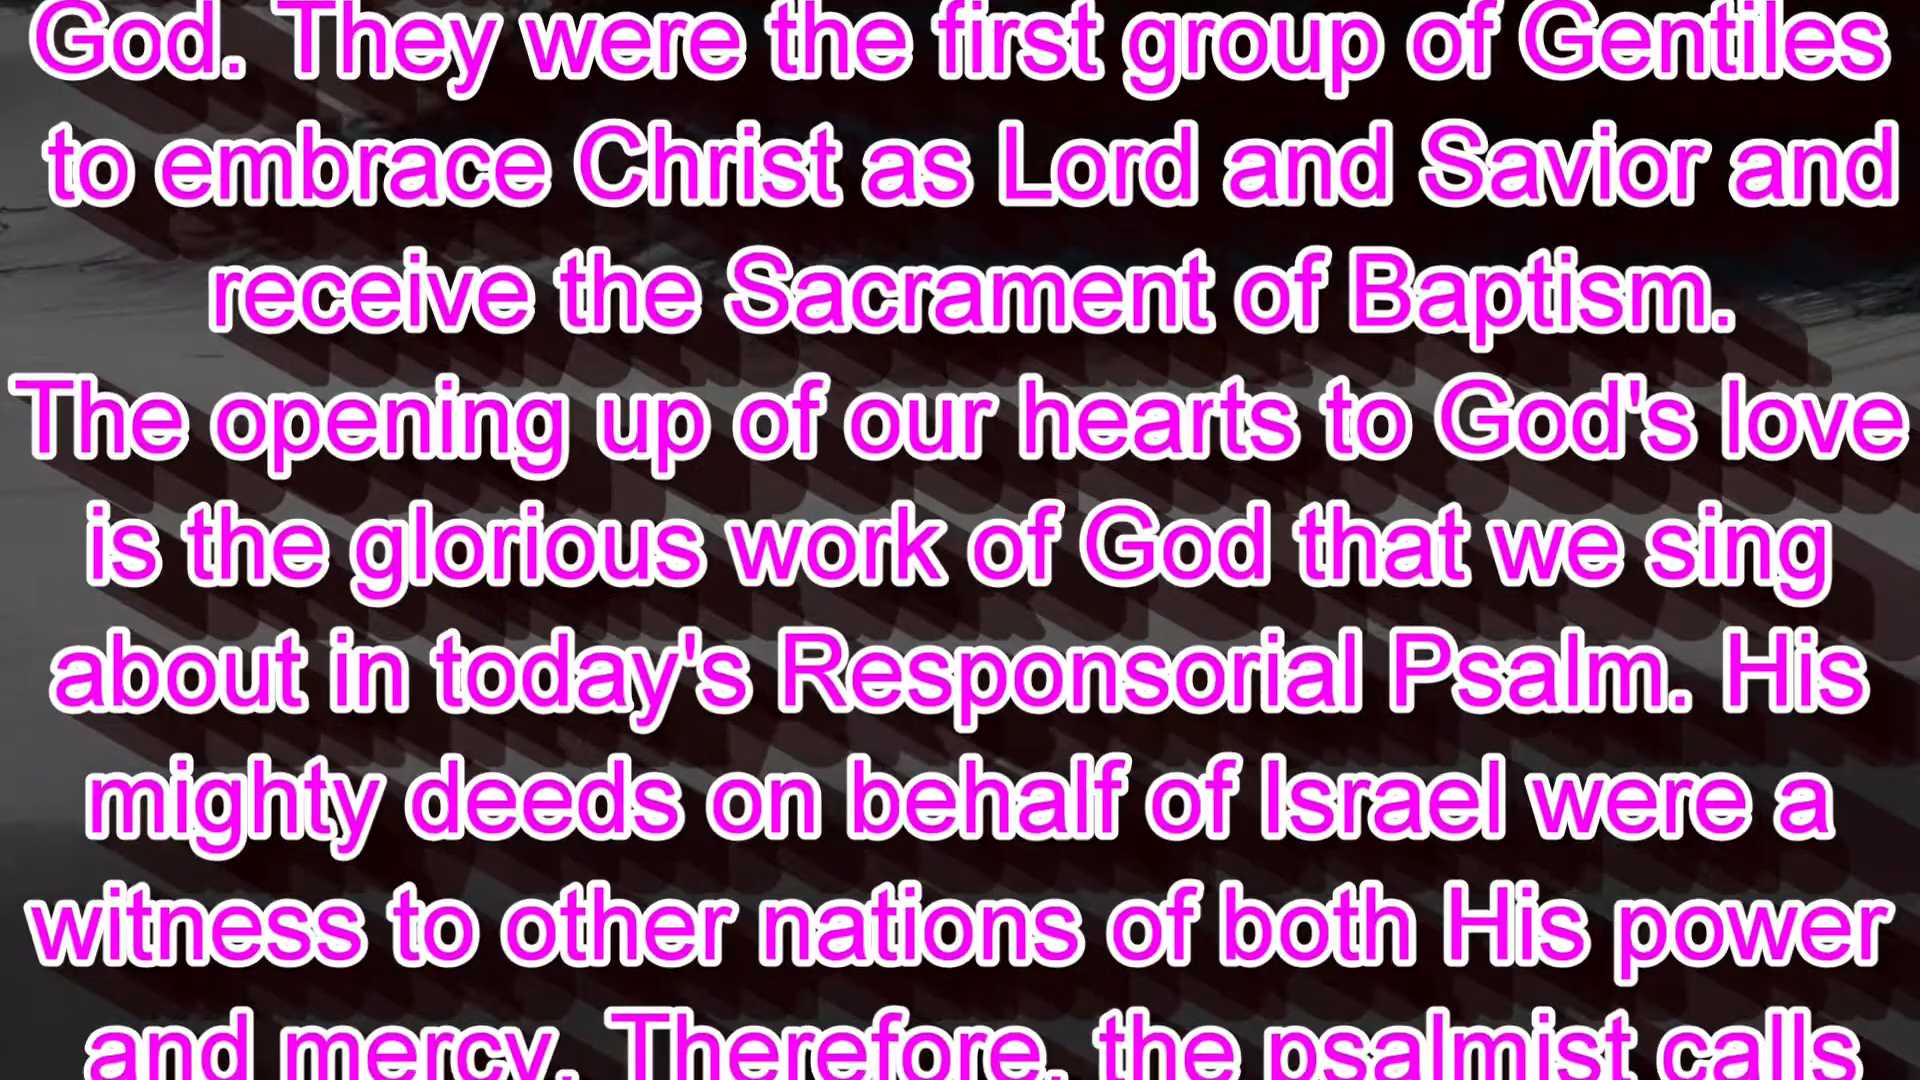 God. They were the first group of Gentiles
to embrace Christ as Lord and Savior and
receive the Sacrament of Baptism.
The opening up of our hearts to God's love
is the glorious work of God that we sing
about in today's Responsorial Psalm. His
mighty deeds on behalf of Israel were a
witness to other nations of both His power
and mercy. Therefore, the psalmist calls